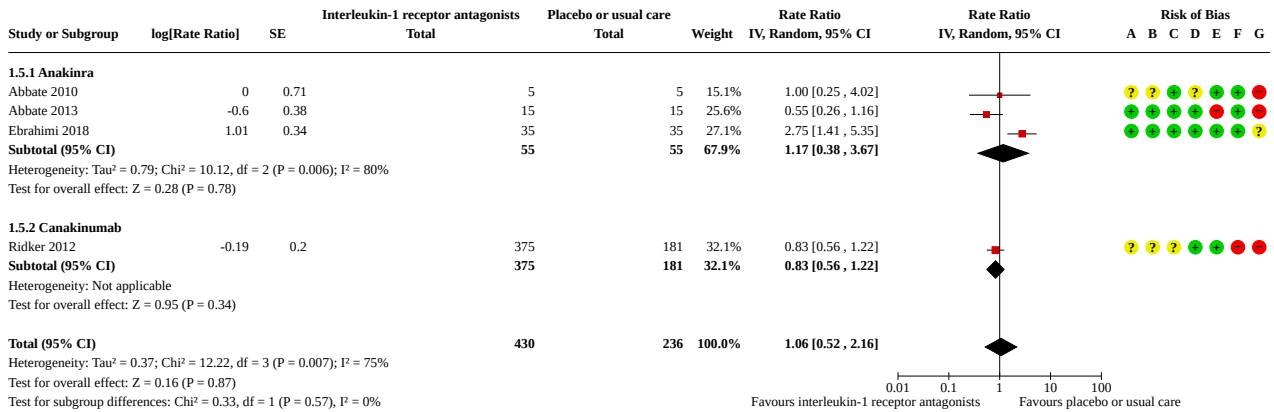 Interleukin-1 receptor antagonists Placebo or usual care Rate Ratio Rate Ratio Risk of Bias
Study or Subgroup log[Rate Ratio] SE Total Total Weight IV, Random, 95% CI IV, Random, 95% CI A B C D E F G
1.5.1 Anakinra
Abbate 2010 0 0.71 5 5 15.1% 1.00 [0.25 , 4.02] ? ? + ? + + −
Abbate 2013 -0.6 0.38 15 15 25.6% 0.55 [0.26 , 1.16] + + + + − + −
Ebrahimi 2018 1.01 0.34 35 35 27.1% 2.75 [1.41 , 5.35] + + + + + + ?
Subtotal (95% CI) 55 55 67.9% 1.17 [0.38 , 3.67]
Heterogeneity: Tau² = 0.79; Chi² = 10.12, df = 2 (P = 0.006); I² = 80%
Test for overall effect: Z = 0.28 (P = 0.78)
1.5.2 Canakinumab
Ridker 2012 -0.19 0.2 375 181 32.1% 0.83 [0.56 , 1.22] ? ? ? + + − −
Subtotal (95% CI) 375 181 32.1% 0.83 [0.56 , 1.22]
Heterogeneity: Not applicable
Test for overall effect: Z = 0.95 (P = 0.34)
Total (95% CI) 430 236 100.0% 1.06 [0.52 , 2.16]
Heterogeneity: Tau² = 0.37; Chi² = 12.22, df = 3 (P = 0.007); I² = 75%
Test for overall effect: Z = 0.16 (P = 0.87)
0.01 0.1 1 10 100
Test for subgroup differences: Chi² = 0.33, df = 1 (P = 0.57), I² = 0%
Favours interleukin-1 receptor antagonists Favours placebo or usual care